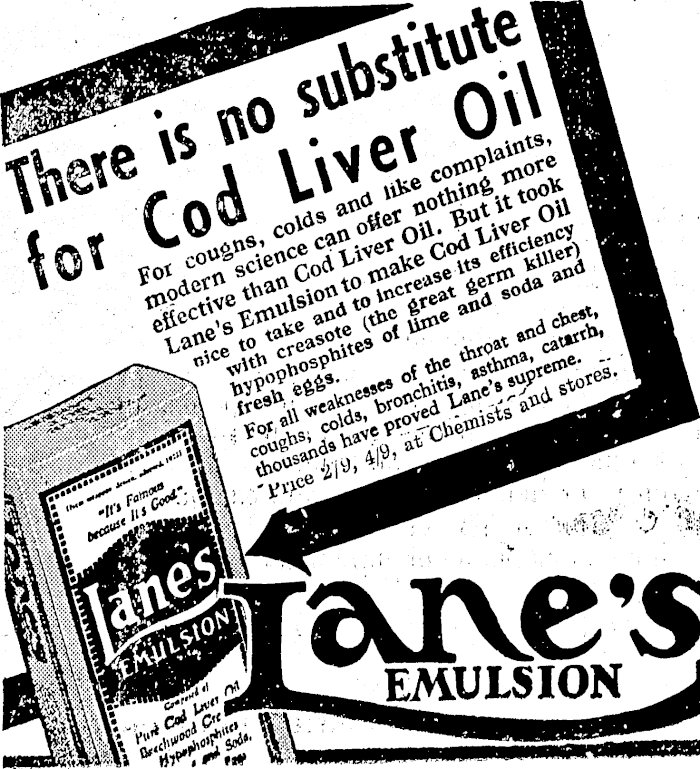 There is no substitute
for Cod Liver Oil
For coughs, colds and like complaints,
modern science can offer nothing more
effective than Cod Liver Oil. But it took
Lane's Emulsion to make Cod Liver Oil
nice to take and to increase its efficiency
with creasote (the great germ killer)
hypophosphites of lime and soda and
fresh eggs.
For all weaknesses of the throat and chest,
coughs, colds, bronchitis, asthma, catarrh,
thousands have proved Lane's supreme.
Price 2/9, 4/9, at Chemists and stores.
"It's Famous
because It's Good"
Lane's
EMULSION
Composed of
Pure Cod Liver Oil
Beechwood Cre
Hypophosphites
and Soda,
Lane's
EMULSION